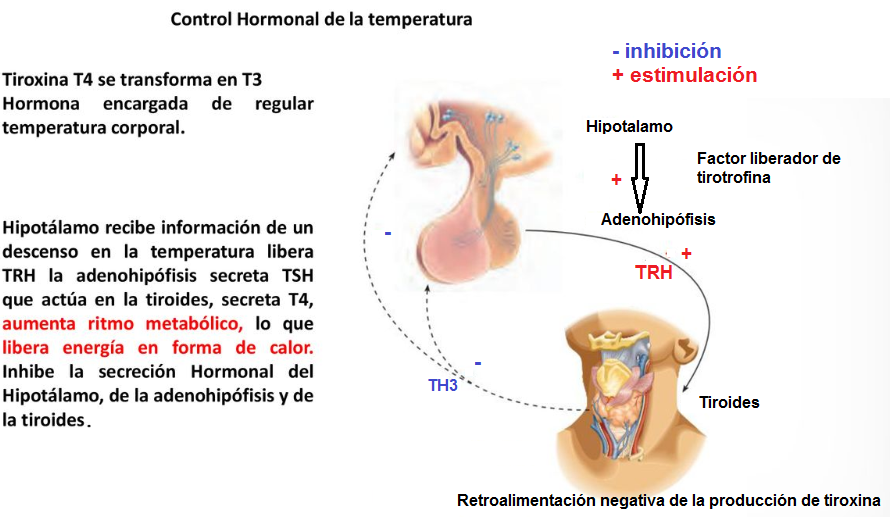 Control Hormonal de la temperatura
- inhibición
+ estimulación
Tiroxina T4 se transforma en T3
Hormona encargada de regular
temperatura corporal.
Hipotalamo
Factor liberador de
tirotrofina
+
Adenohipófisis
Hipotálamo recibe información de un
descenso en la temperatura libera
TRH la adenohipófisis secreta TSH
que actúa en la tiroides, secreta T4,
aumenta ritmo metabólico, lo que
libera energía en forma de calor.
Inhibe la secreción Hormonal del
Hipotálamo, de la adenohipófisis y de
la tiroides.
-
+
TRH
-
TH3
Tiroides
Retroalimentación negativa de la producción de tiroxina